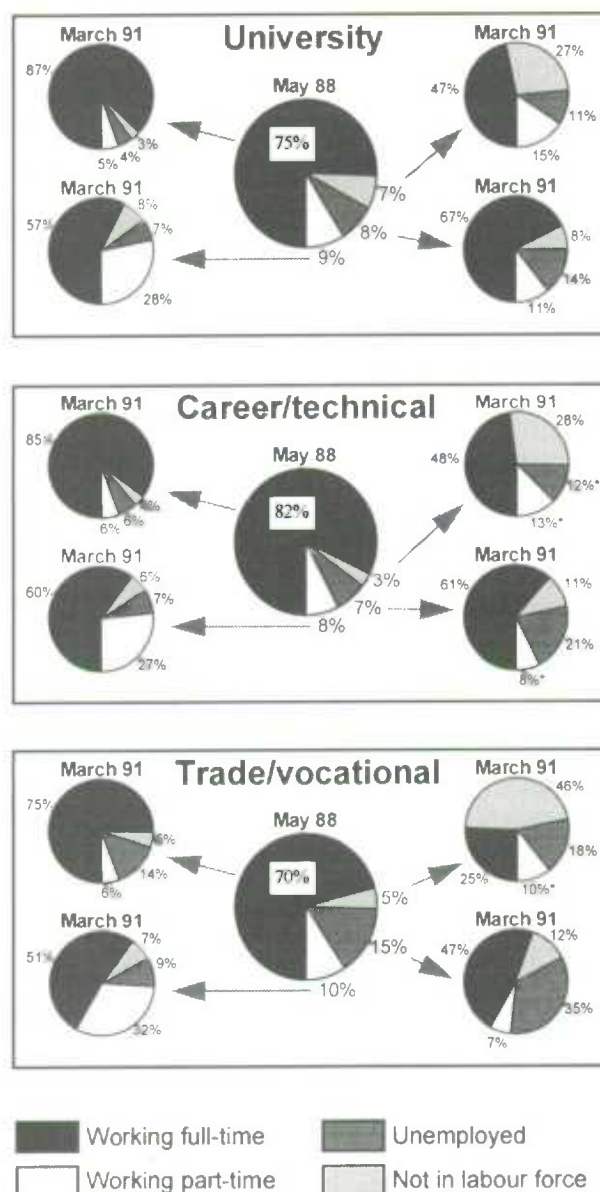 University
March 91
87%
3%
4%
5%
March 91
57%
8%
7%
28%
May 88
75%
7%
8%
9%
March 91
27%
47%
11%
15%
March 91
67%
8%
14%
11%
Career/technical
March 91
85%
6%
6%
March 91
60%
6%
7%
27%
May 88
82%
3%
7%
8%
March 91
28%
48%
12%*
13%*
March 91
61%
11%
21%
8%*
Trade/vocational
March 91
75%
14%
6%
March 91
51%
7%
9%
32%
May 88
70%
5%
15%
10%
March 91
46%
18%
25%
10%*
March 91
47%
12%
35%
7%
Working full-time
Unemployed
Working part-time
Not in labour force